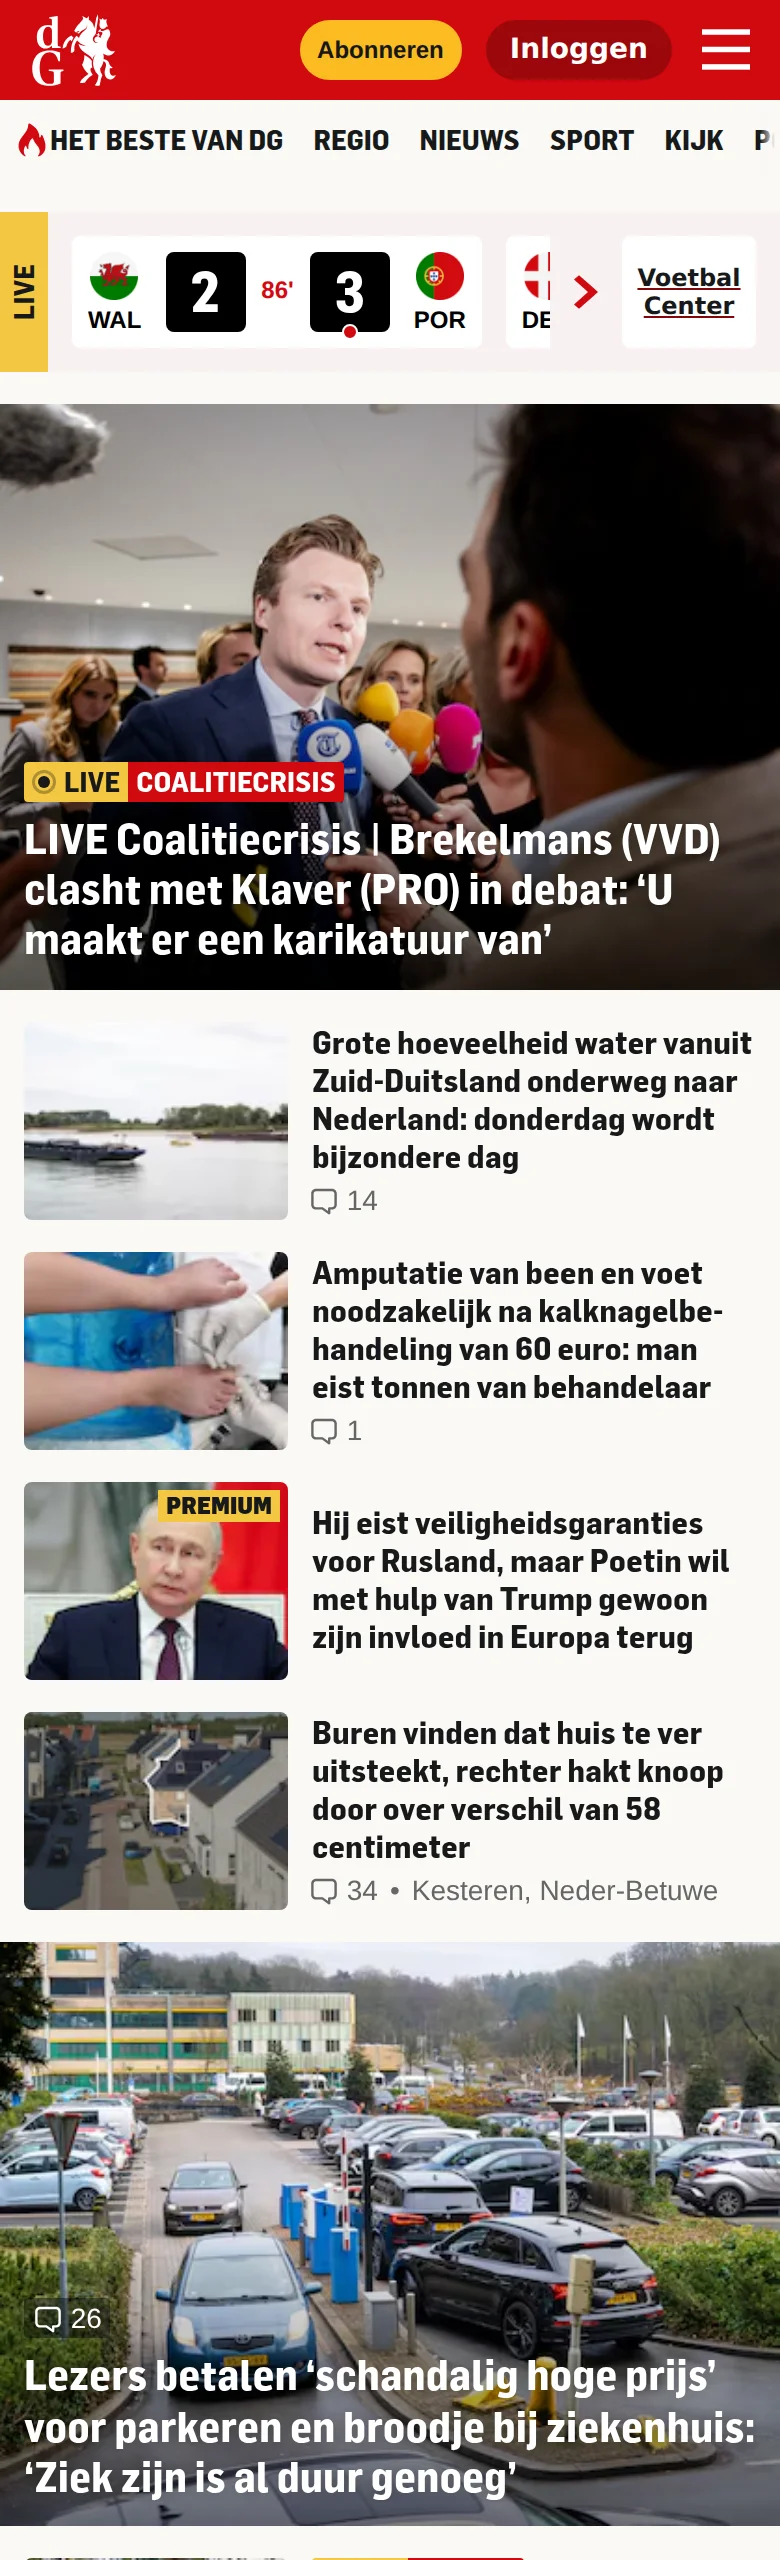 dG
Abonneren
Inloggen
HET BESTE VAN DG REGIO NIEUWS SPORT KIJK
LIVE
WAL
2
86'
3
POR
DE
Voetbal
Center
LIVE COALITIECRISIS
LIVE Coalitiecrisis | Brekelmans (VVD)
clasht met Klaver (PRO) in debat: ‘U
maakt er een karikatuur van’
Grote hoeveelheid water vanuit
Zuid-Duitsland onderweg naar
Nederland: donderdag wordt
bijzondere dag
14
Amputatie van been en voet
noodzakelijk na kalknagelbe-
handeling van 60 euro: man
eist tonnen van behandelaar
1
PREMIUM
Hij eist veiligheidsgaranties
voor Rusland, maar Poetin wil
met hulp van Trump gewoon
zijn invloed in Europa terug
Buren vinden dat huis te ver
uitsteekt, rechter hakt knoop
door over verschil van 58
centimeter
34 • Kesteren, Neder-Betuwe
26
Lezers betalen ‘schandalig hoge prijs’
voor parkeren en broodje bij ziekenhuis:
‘Ziek zijn is al duur genoeg’